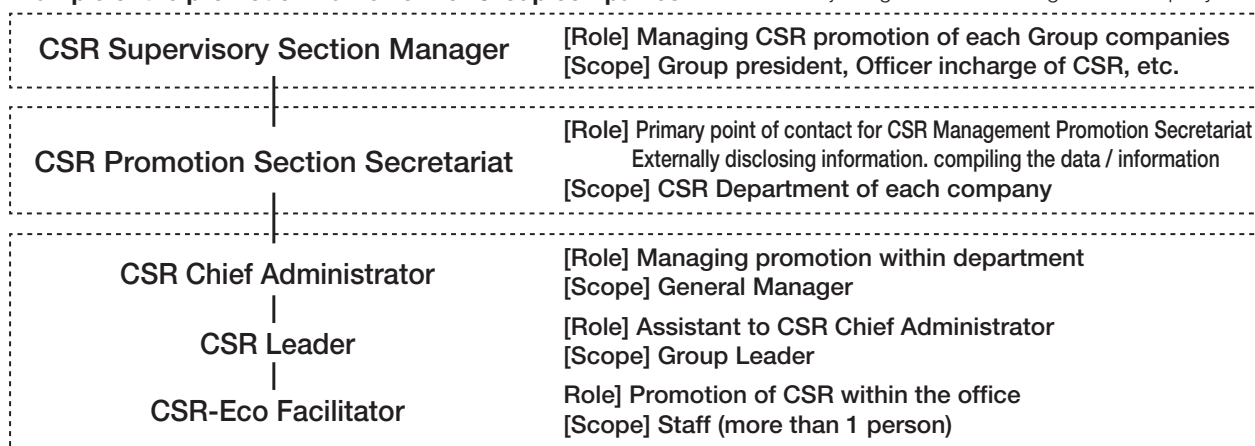 CSR Supervisory Section Manager
[Role] Managing CSR promotion of each Group companies
[Scope] Group president, Officer incharge of CSR, etc.
CSR Promotion Section Secretariat
[Role] Primary point of contact for CSR Management Promotion Secretariat
Externally disclosing information. compiling the data / information
[Scope] CSR Department of each company
CSR Chief Administrator
[Role] Managing promotion within department
[Scope] General Manager
CSR Leader
[Role] Assistant to CSR Chief Administrator
[Scope] Group Leader
CSR-Eco Facilitator
Role] Promotion of CSR within the office
[Scope] Staff (more than 1 person)